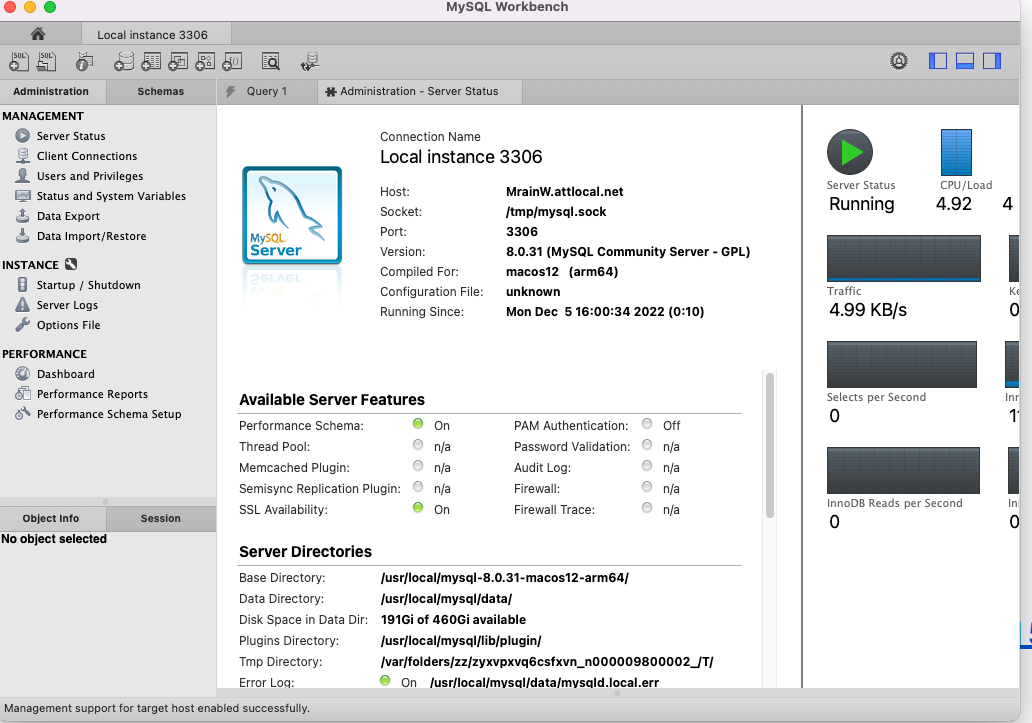 MySQL Workbench
Local instance 3306
Administration
Schemas
Query 1
Administration - Server Status
MANAGEMENT
Server Status
Client Connections
Users and Privileges
Status and System Variables
Data Export
Data Import/Restore
INSTANCE
Startup / Shutdown
Server Logs
Options File
PERFORMANCE
Dashboard
Performance Reports
Performance Schema Setup
Object Info
Session
No object selected
MySQL
Server
Connection Name
Local instance 3306
Host: MrainW.attlocal.net
Socket: /tmp/mysql.sock
Port: 3306
Version: 8.0.31 (MySQL Community Server - GPL)
Compiled For: macos12 (arm64)
Configuration File: unknown
Running Since: Mon Dec 5 16:00:34 2022 (0:10)
Available Server Features
Performance Schema: On PAM Authentication: Off
Thread Pool: n/a Password Validation: n/a
Memcached Plugin: n/a Audit Log: n/a
Semisync Replication Plugin: n/a Firewall: n/a
SSL Availability: On Firewall Trace: n/a
Server Directories
Base Directory: /usr/local/mysql-8.0.31-macos12-arm64/
Data Directory: /usr/local/mysql/data/
Disk Space in Data Dir: 191Gi of 460Gi available
Plugins Directory: /usr/local/mysql/lib/plugin/
Tmp Directory: /var/folders/zz/zyxvpxvq6csfxvn_n000009800002_/T/
Error Log: On /usr/local/mysql/data/mysqld.local.err
Server Status
Running
CPU/Load
4.92
4
Traffic
4.99 KB/s
Selects per Second
0
InnoDB Reads per Second
0
Management support for target host enabled successfully.